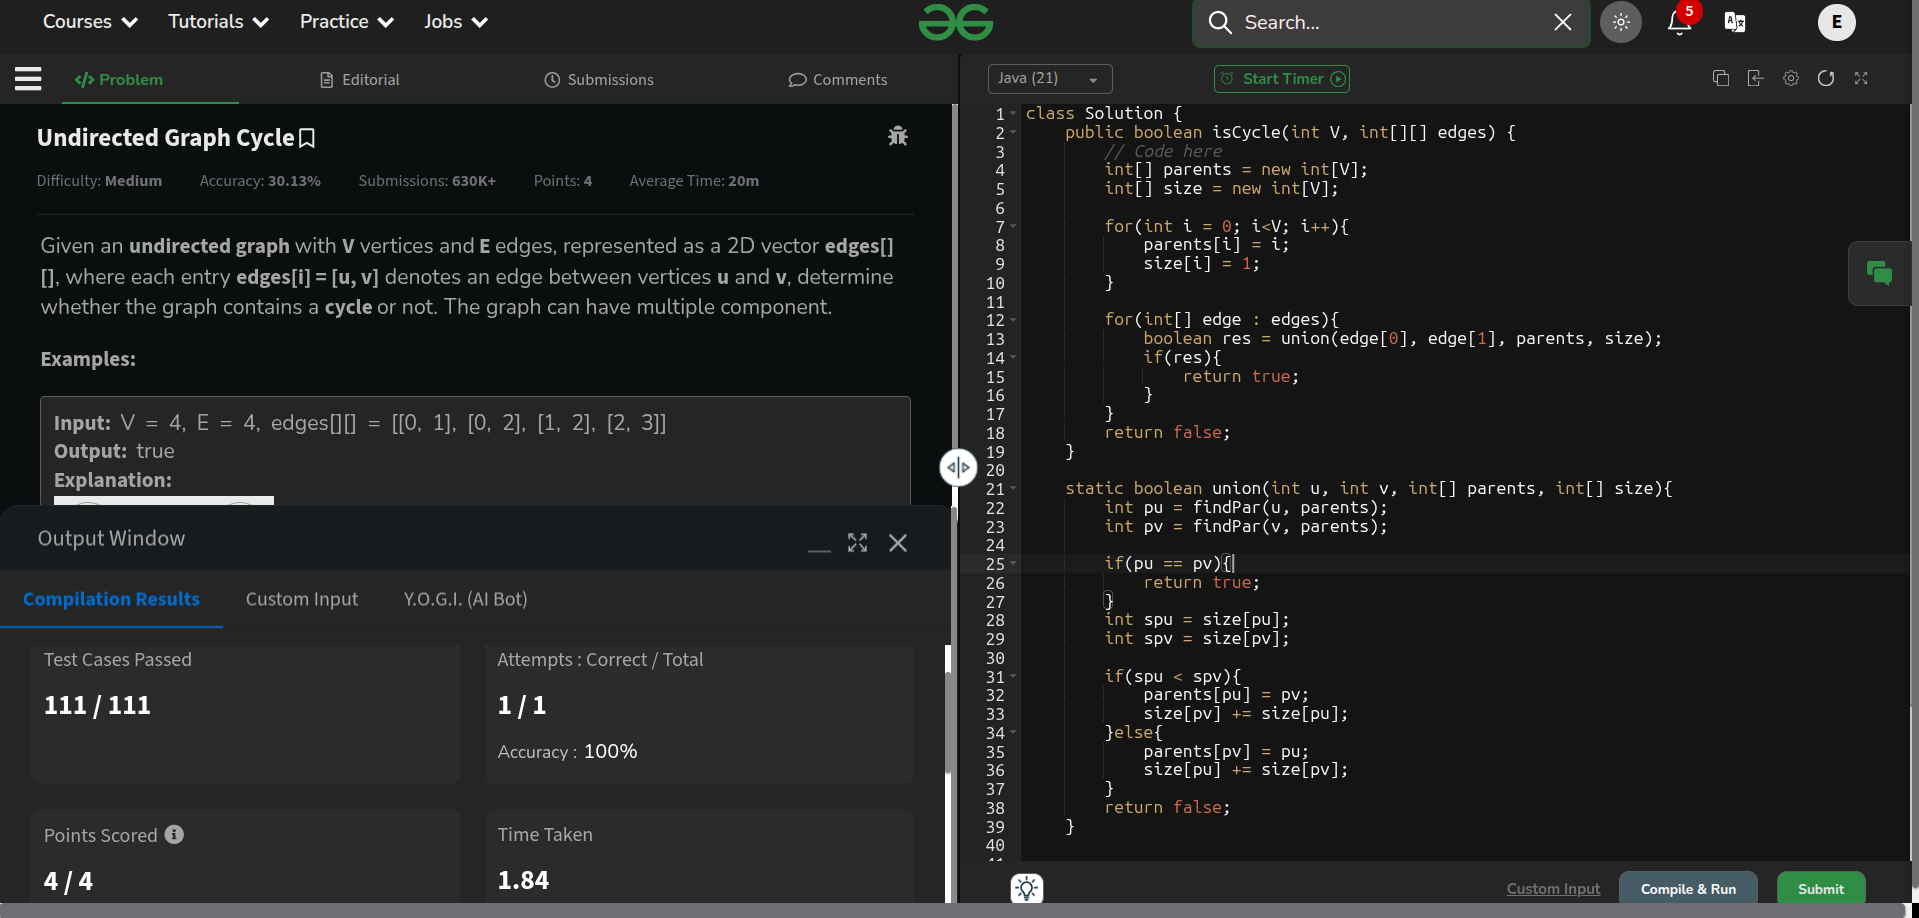 Courses Tutorials Practice Jobs Search... 5 E
Problem Editorial Submissions Comments
Undirected Graph Cycle
Difficulty: Medium Accuracy: 30.13% Submissions: 630K+ Points: 4 Average Time: 20m
Given an undirected graph with V vertices and E edges, represented as a 2D vector edges[]
[], where each entry edges[i] = [u, v] denotes an edge between vertices u and v, determine
whether the graph contains a cycle or not. The graph can have multiple component.
Examples:
Input: V = 4, E = 4, edges[][] = [[0, 1], [0, 2], [1, 2], [2, 3]]
Output: true
Explanation:
Output Window
Compilation Results Custom Input Y.O.G.I. (AI Bot)
Test Cases Passed
111 / 111
Attempts : Correct / Total
1 / 1
Accuracy : 100%
Points Scored
4 / 4
Time Taken
1.84
Java (21) Start Timer
1 class Solution {
2 public boolean isCycle(int V, int[][] edges) {
3 // Code here
4 int[] parents = new int[V];
5 int[] size = new int[V];
6
7 for(int i = 0; i<V; i++){
8 parents[i] = i;
9 size[i] = 1;
10 }
11
12 for(int[] edge : edges){
13 boolean res = union(edge[0], edge[1], parents, size);
14 if(res){
15 return true;
16 }
17 }
18 return false;
19 }
20
21 static boolean union(int u, int v, int[] parents, int[] size){
22 int pu = findPar(u, parents);
23 int pv = findPar(v, parents);
24
25 if(pu == pv){
26 return true;
27 }
28 int spu = size[pu];
29 int spv = size[pv];
30
31 if(spu < spv){
32 parents[pu] = pv;
33 size[pv] += size[pu];
34 }else{
35 parents[pv] = pu;
36 size[pu] += size[pv];
37 }
38 return false;
39 }
40
Custom Input Compile & Run Submit